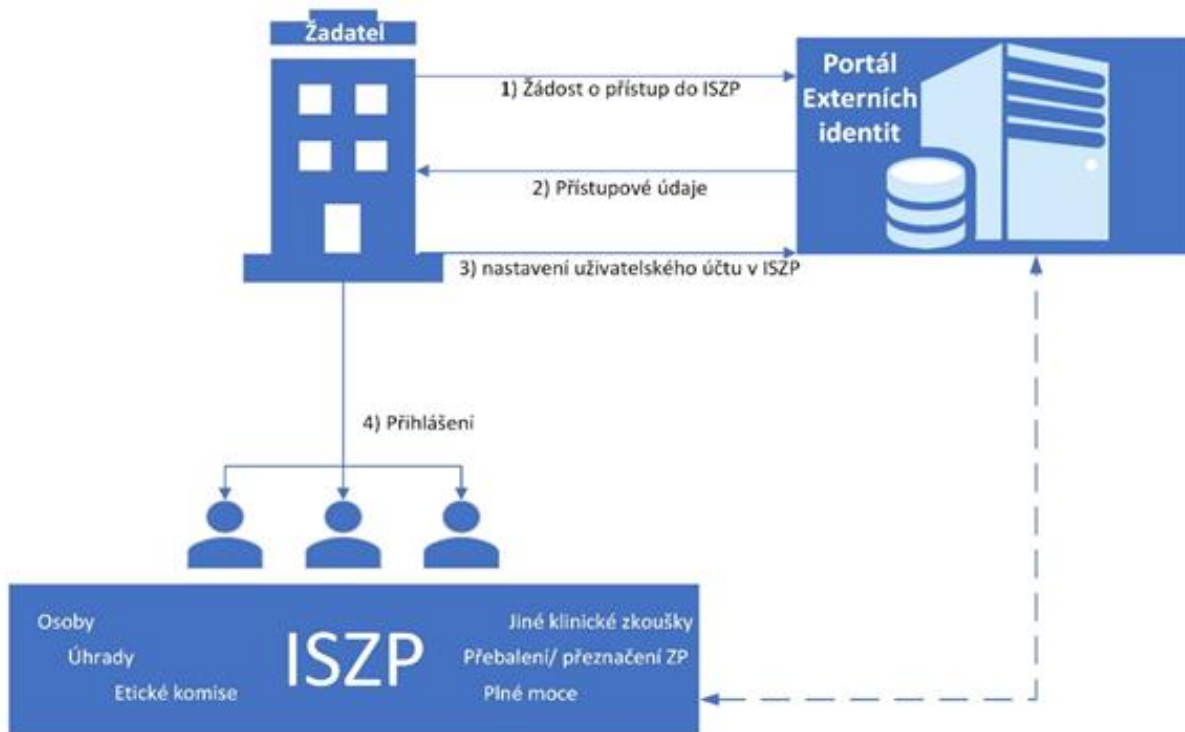 Žadatel
1) Žádost o přístup do ISZP
Portál
Externích
identit
2) Přístupové údaje
3) nastavení uživatelského účtu v ISZP
4) Přihlášení
Osoby
Úhrady
Etické komise
ISZP
Jiné klinické zkoušky
Přebalení/ přeznačení ZP
Plné moce